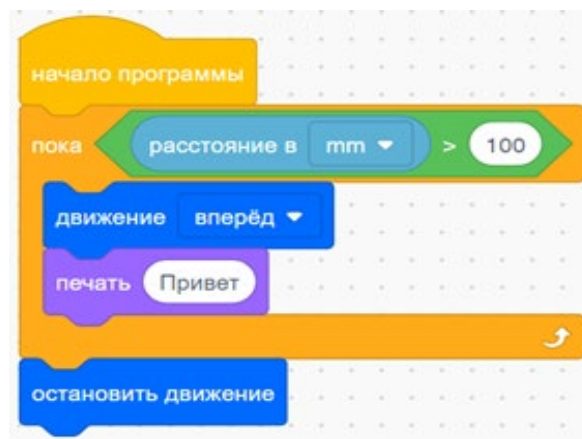 начало программы
пока расстояние в mm > 100
движение вперёд
печать Привет
остановить движение